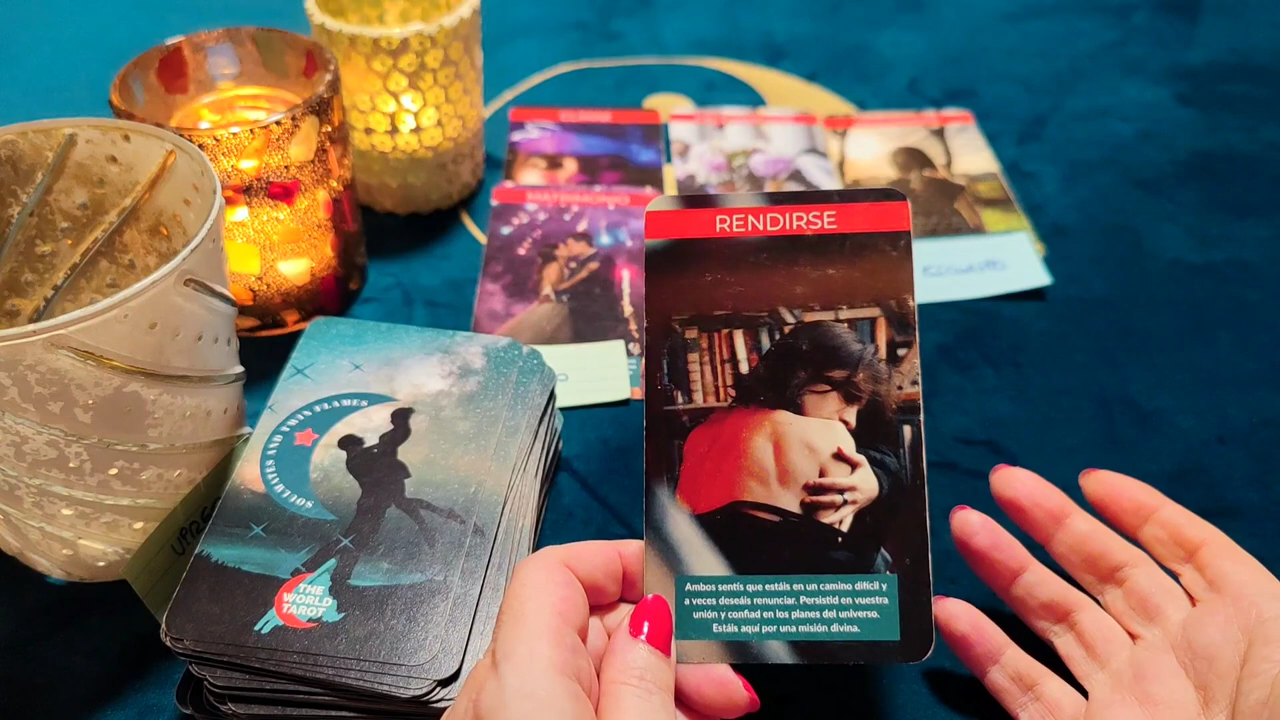 MATRIMONIO
RENDIRSE
Ambos sentís que estáis en un camino difícil y
a veces deseáis renunciar. Persistid en vuestra
unión y confiad en los planes del universo.
Estáis aquí por una misión divina.
SOULMATES AND TWIN FLAMES
THE
WORLD
TAROT